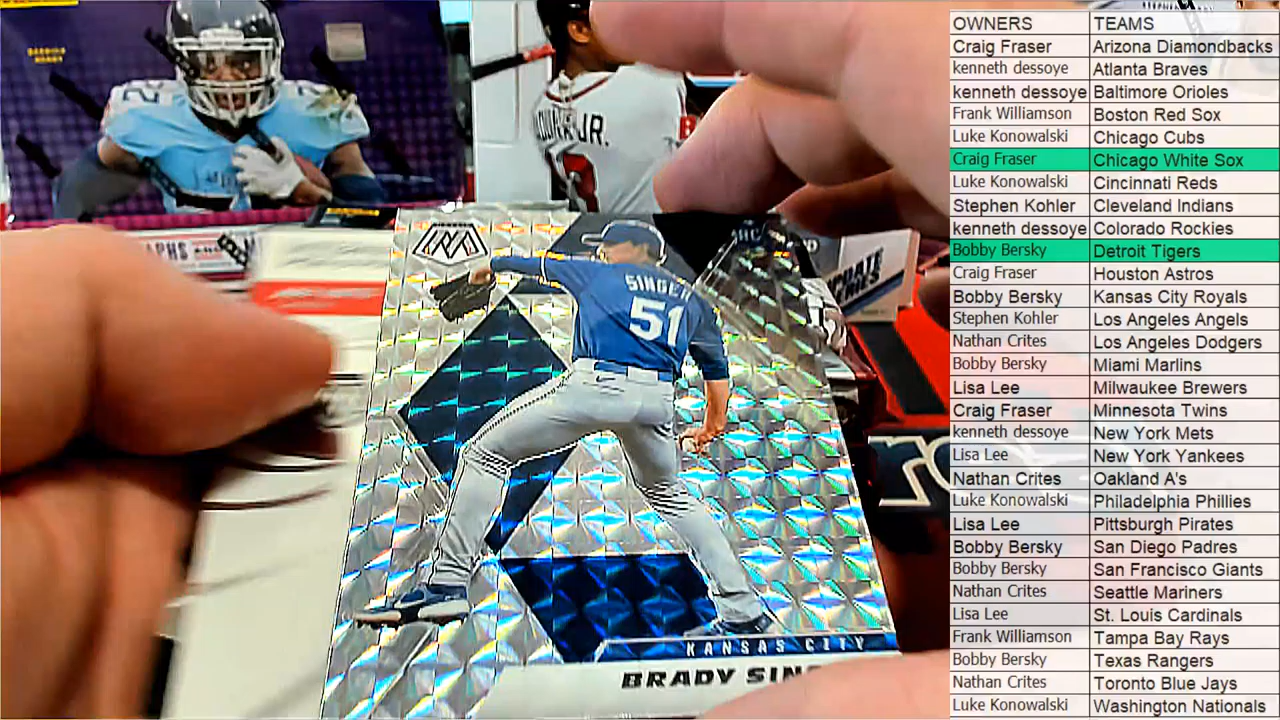 OWNERS TEAMS
Craig Fraser Arizona Diamondbacks
kenneth dessoye Atlanta Braves
kenneth dessoye Baltimore Orioles
Frank Williamson Boston Red Sox
Luke Konowalski Chicago Cubs
Craig Fraser Chicago White Sox
Luke Konowalski Cincinnati Reds
Stephen Kohler Cleveland Indians
kenneth dessoye Colorado Rockies
Bobby Bersky Detroit Tigers
Craig Fraser Houston Astros
Bobby Bersky Kansas City Royals
Stephen Kohler Los Angeles Angels
Nathan Crites Los Angeles Dodgers
Bobby Bersky Miami Marlins
Lisa Lee Milwaukee Brewers
Craig Fraser Minnesota Twins
kenneth dessoye New York Mets
Lisa Lee New York Yankees
Nathan Crites Oakland A's
Luke Konowalski Philadelphia Phillies
Lisa Lee Pittsburgh Pirates
Bobby Bersky San Diego Padres
Bobby Bersky San Francisco Giants
Nathan Crites Seattle Mariners
Lisa Lee St. Louis Cardinals
Frank Williamson Tampa Bay Rays
Bobby Bersky Texas Rangers
Nathan Crites Toronto Blue Jays
Luke Konowalski Washington Nationals
JR.
SERIES
SINGER
51
KANSAS CITY
BRADY SIN